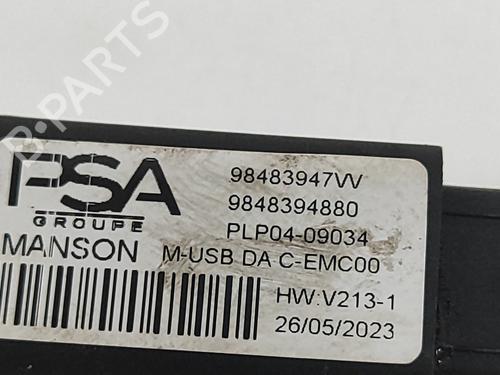 B-PARTS
PSA
GROUPE
MANSON
98483947VV
9848394880
PLP04-09034
M-USB DA C-EMC00
HW:V213-1
26/05/2023